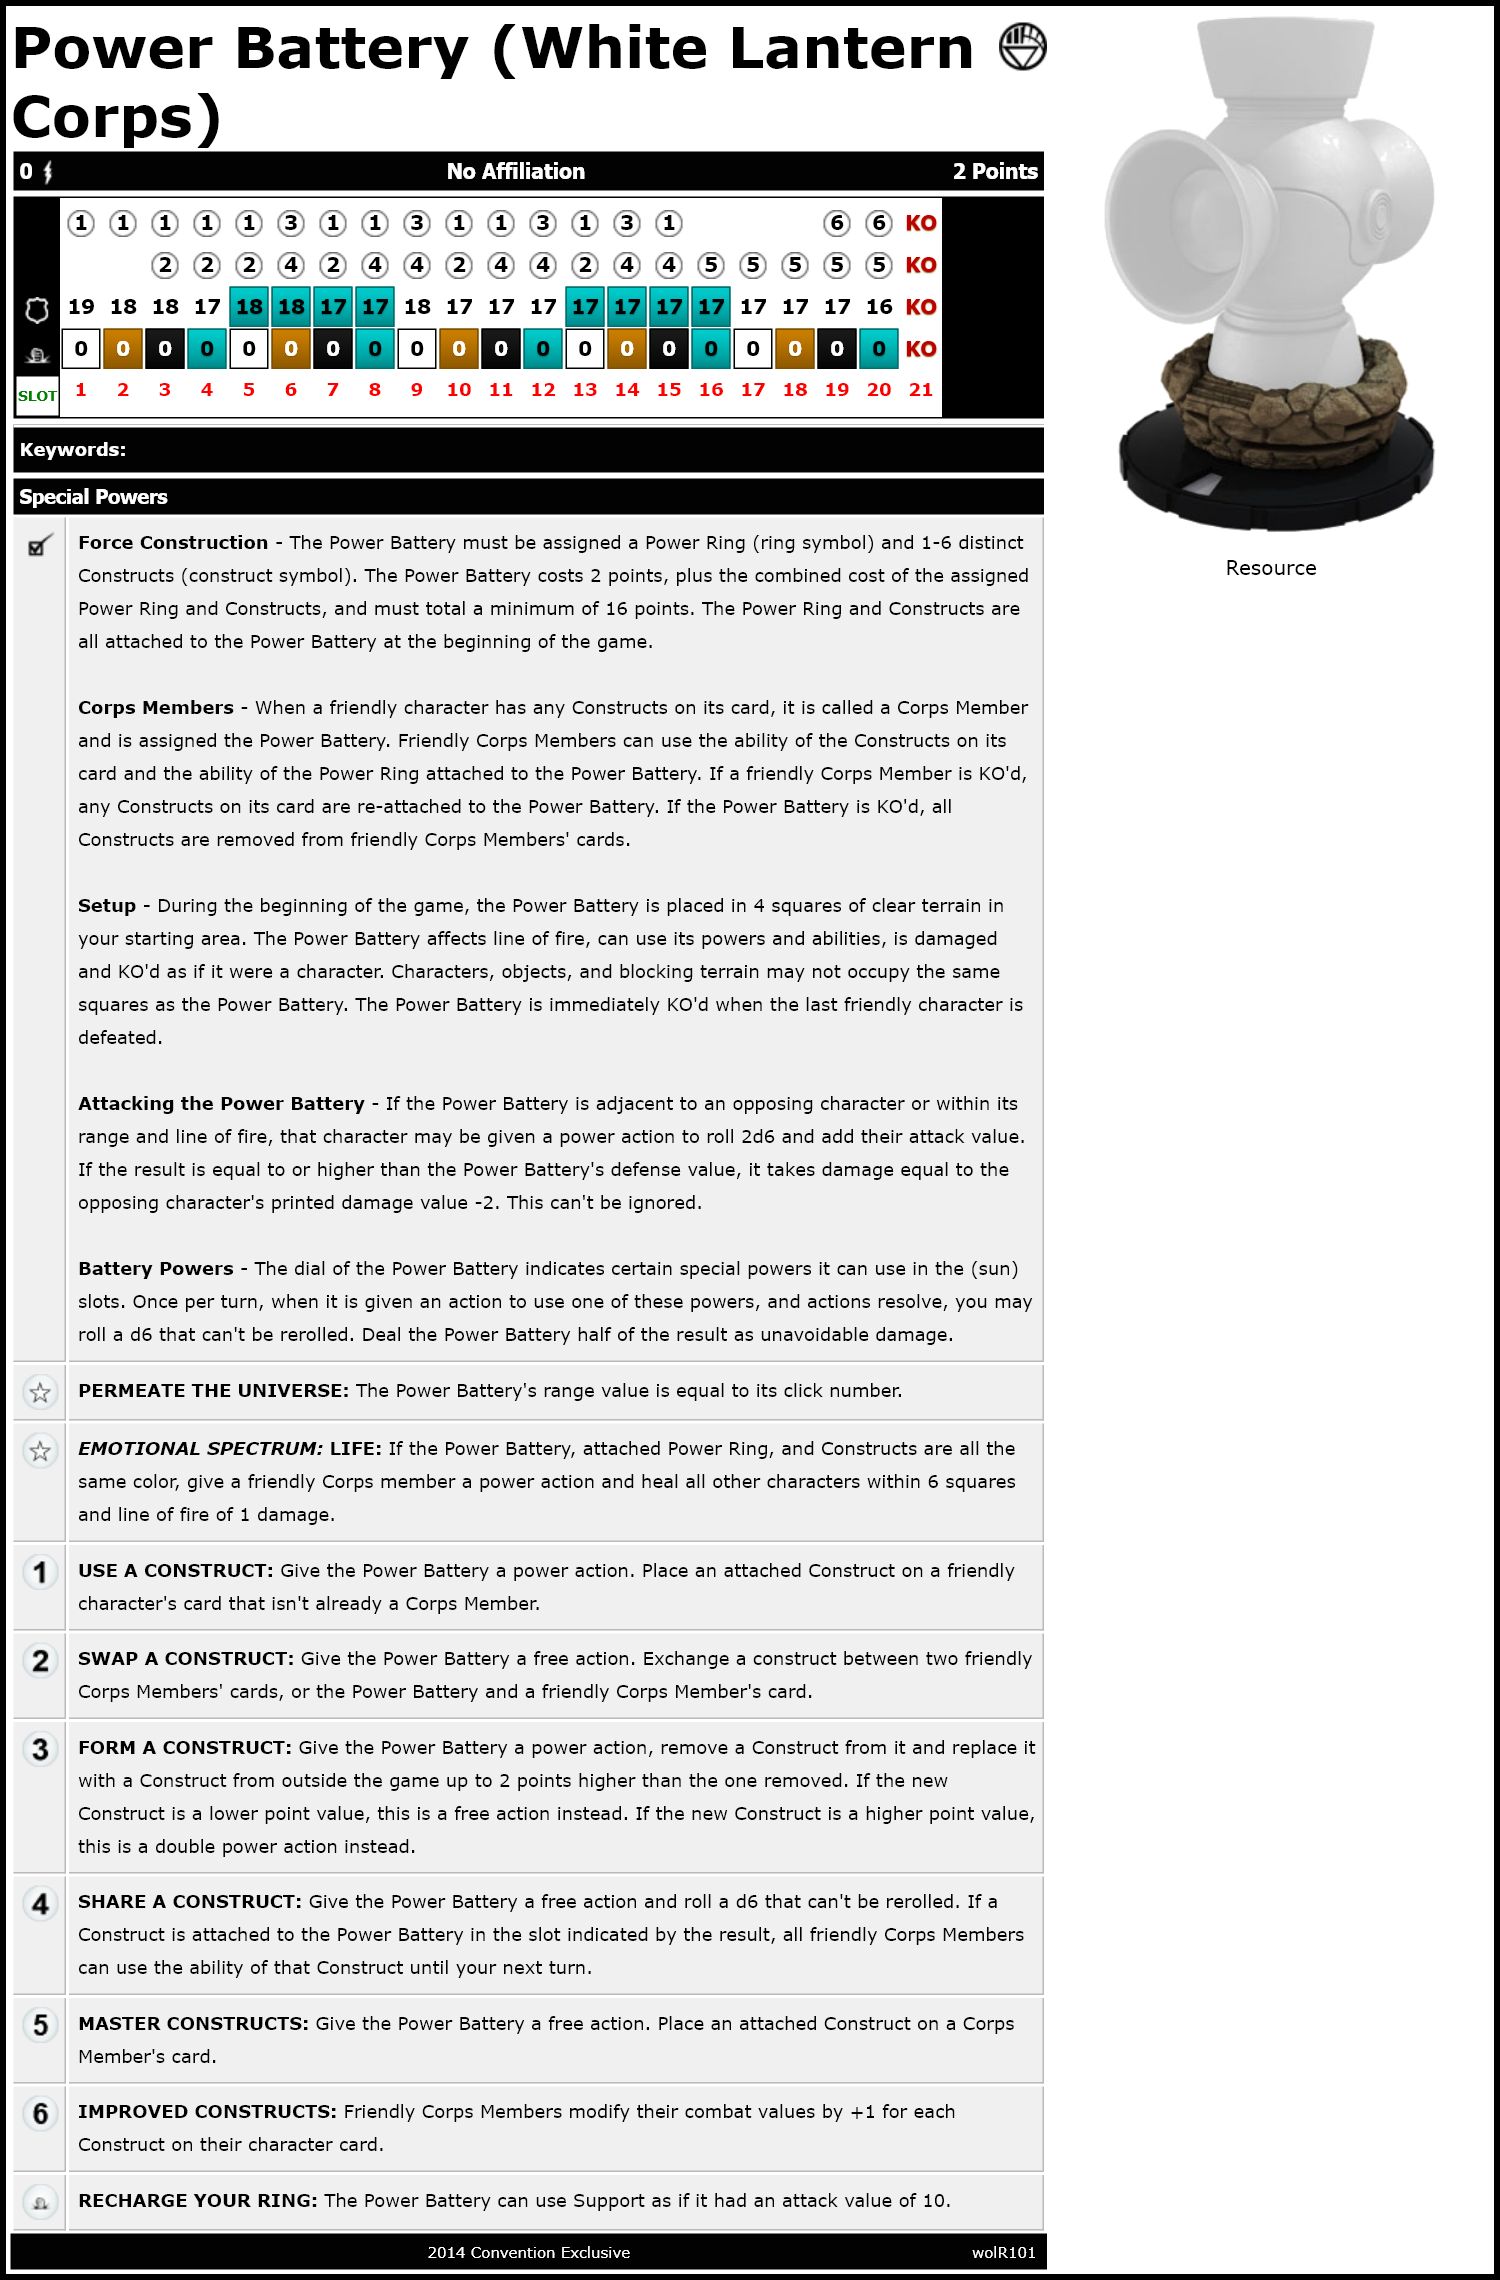 Power Battery (White Lantern
Corps)
0 No Affiliation 2 Points
1 1 1 1 1 3 1 1 3 1 1 3 1 3 1 6 6 KO
2 2 2 4 2 4 4 2 4 4 2 4 4 5 5 5 5 5 KO
19 18 18 17 18 18 17 17 18 17 17 17 17 17 17 17 17 17 17 16 KO
0 0 0 0 0 0 0 0 0 0 0 0 0 0 0 0 0 0 0 0 KO
SLOT 1 2 3 4 5 6 7 8 9 10 11 12 13 14 15 16 17 18 19 20 21
Keywords:
Special Powers
Force Construction - The Power Battery must be assigned a Power Ring (ring symbol) and 1-6 distinct
Constructs (construct symbol). The Power Battery costs 2 points, plus the combined cost of the assigned
Power Ring and Constructs, and must total a minimum of 16 points. The Power Ring and Constructs are
all attached to the Power Battery at the beginning of the game.
Corps Members - When a friendly character has any Constructs on its card, it is called a Corps Member
and is assigned the Power Battery. Friendly Corps Members can use the ability of the Constructs on its
card and the ability of the Power Ring attached to the Power Battery. If a friendly Corps Member is KO'd,
any Constructs on its card are re-attached to the Power Battery. If the Power Battery is KO'd, all
Constructs are removed from friendly Corps Members' cards.
Setup - During the beginning of the game, the Power Battery is placed in 4 squares of clear terrain in
your starting area. The Power Battery affects line of fire, can use its powers and abilities, is damaged
and KO'd as if it were a character. Characters, objects, and blocking terrain may not occupy the same
squares as the Power Battery. The Power Battery is immediately KO'd when the last friendly character is
defeated.
Attacking the Power Battery - If the Power Battery is adjacent to an opposing character or within its
range and line of fire, that character may be given a power action to roll 2d6 and add their attack value.
If the result is equal to or higher than the Power Battery's defense value, it takes damage equal to the
opposing character's printed damage value -2. This can't be ignored.
Battery Powers - The dial of the Power Battery indicates certain special powers it can use in the (sun)
slots. Once per turn, when it is given an action to use one of these powers, and actions resolve, you may
roll a d6 that can't be rerolled. Deal the Power Battery half of the result as unavoidable damage.
PERMEATE THE UNIVERSE: The Power Battery's range value is equal to its click number.
EMOTIONAL SPECTRUM: LIFE: If the Power Battery, attached Power Ring, and Constructs are all the
same color, give a friendly Corps member a power action and heal all other characters within 6 squares
and line of fire of 1 damage.
1 USE A CONSTRUCT: Give the Power Battery a power action. Place an attached Construct on a friendly
character's card that isn't already a Corps Member.
2 SWAP A CONSTRUCT: Give the Power Battery a free action. Exchange a construct between two friendly
Corps Members' cards, or the Power Battery and a friendly Corps Member's card.
3 FORM A CONSTRUCT: Give the Power Battery a power action, remove a Construct from it and replace it
with a Construct from outside the game up to 2 points higher than the one removed. If the new
Construct is a lower point value, this is a free action instead. If the new Construct is a higher point value,
this is a double power action instead.
4 SHARE A CONSTRUCT: Give the Power Battery a free action and roll a d6 that can't be rerolled. If a
Construct is attached to the Power Battery in the slot indicated by the result, all friendly Corps Members
can use the ability of that Construct until your next turn.
5 MASTER CONSTRUCTS: Give the Power Battery a free action. Place an attached Construct on a Corps
Member's card.
6 IMPROVED CONSTRUCTS: Friendly Corps Members modify their combat values by +1 for each
Construct on their character card.
RECHARGE YOUR RING: The Power Battery can use Support as if it had an attack value of 10.
2014 Convention Exclusive wolR101
Resource